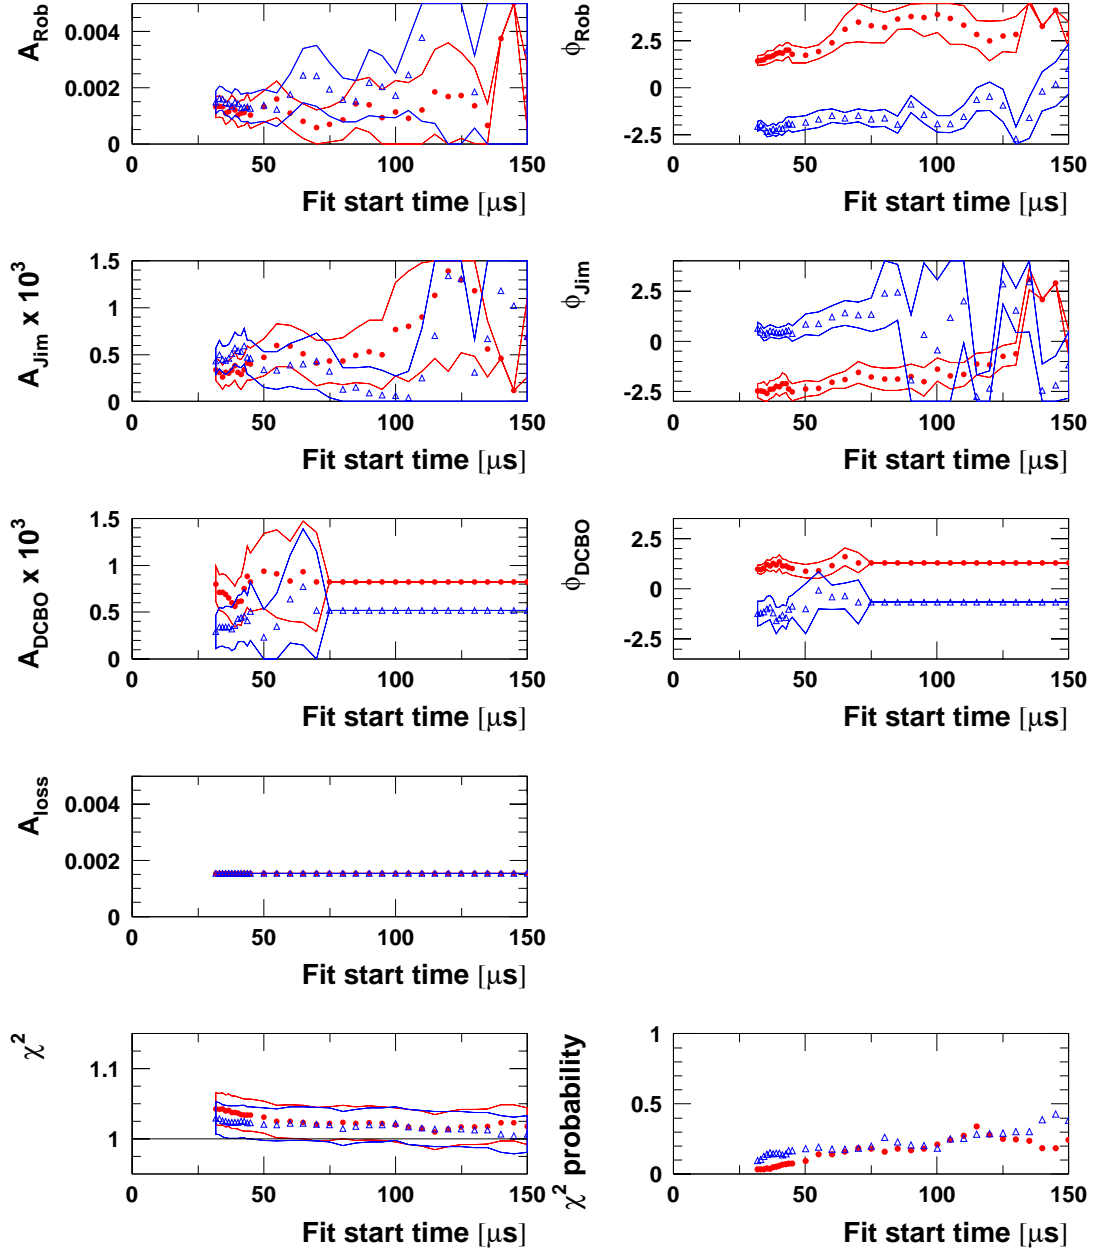 A_Rob
0.004
0.002
0
0 50 100 150
Fit start time [μs]
ϕ_Rob
2.5
0
-2.5
0 50 100 150
Fit start time [μs]
A_Jim x 10^3
1.5
1
0.5
0
0 50 100 150
Fit start time [μs]
ϕ_Jim
2.5
0
-2.5
0 50 100 150
Fit start time [μs]
A_DCBO x 10^3
1.5
1
0.5
0
0 50 100 150
Fit start time [μs]
ϕ_DCBO
2.5
0
-2.5
0 50 100 150
Fit start time [μs]
A_loss
0.004
0.002
0
0 50 100 150
Fit start time [μs]
χ^2
1.1
1
0 50 100 150
Fit start time [μs]
χ^2 probability
1
0.5
0
0 50 100 150
Fit start time [μs]